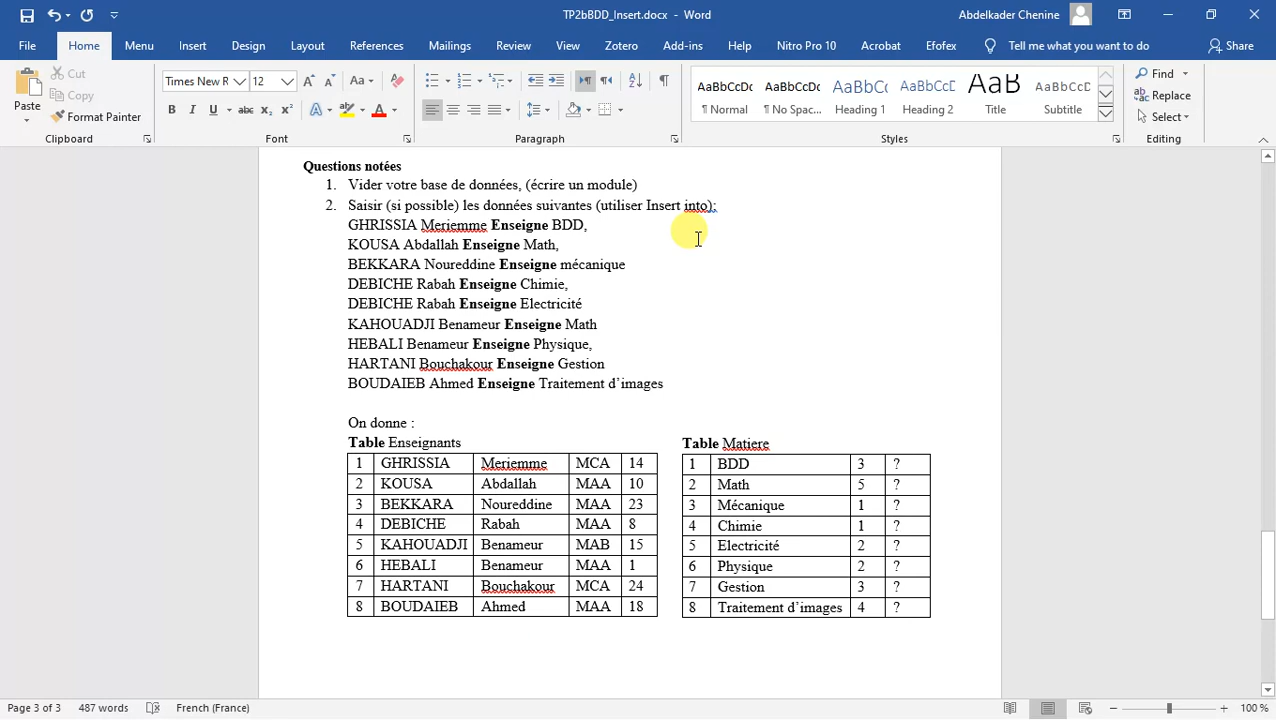 TP2bBDD_Insert.docx - Word
Abdelkader Chenine
File Home Menu Insert Design Layout References Mailings Review View Zotero Add-ins Help Nitro Pro 10 Acrobat Efofex Tell me what you want to do Share
Paste
Cut
Copy
Format Painter
Clipboard
Times New R 12
Font
Paragraph
AaBbCcDc AaBbCcDc AaBbC AaBbCcC AaB AaBbCcD
¶ Normal ¶ No Spac... Heading 1 Heading 2 Title Subtitle
Styles
Find
Replace
Select
Editing
Questions notées
1. Vider votre base de données, (écrire un module)
2. Saisir (si possible) les données suivantes (utiliser Insert into);
GHRISSIA Meriemme Enseigne BDD,
KOUSA Abdallah Enseigne Math,
BEKKARA Noureddine Enseigne mécanique
DEBICHE Rabah Enseigne Chimie,
DEBICHE Rabah Enseigne Electricité
KAHOUADJI Benameur Enseigne Math
HEBALI Benameur Enseigne Physique,
HARTANI Bouchakour Enseigne Gestion
BOUDAIEB Ahmed Enseigne Traitement d’images
On donne :
Table Enseignants
1 GHRISSIA Meriemme MCA 14
2 KOUSA Abdallah MAA 10
3 BEKKARA Noureddine MAA 23
4 DEBICHE Rabah MAA 8
5 KAHOUADJI Benameur MAB 15
6 HEBALI Benameur MAA 1
7 HARTANI Bouchakour MCA 24
8 BOUDAIEB Ahmed MAA 18
Table Matiere
1 BDD 3 ?
2 Math 5 ?
3 Mécanique 1 ?
4 Chimie 1 ?
5 Electricité 2 ?
6 Physique 2 ?
7 Gestion 3 ?
8 Traitement d’images 4 ?
Page 3 of 3 487 words French (France) 100 %